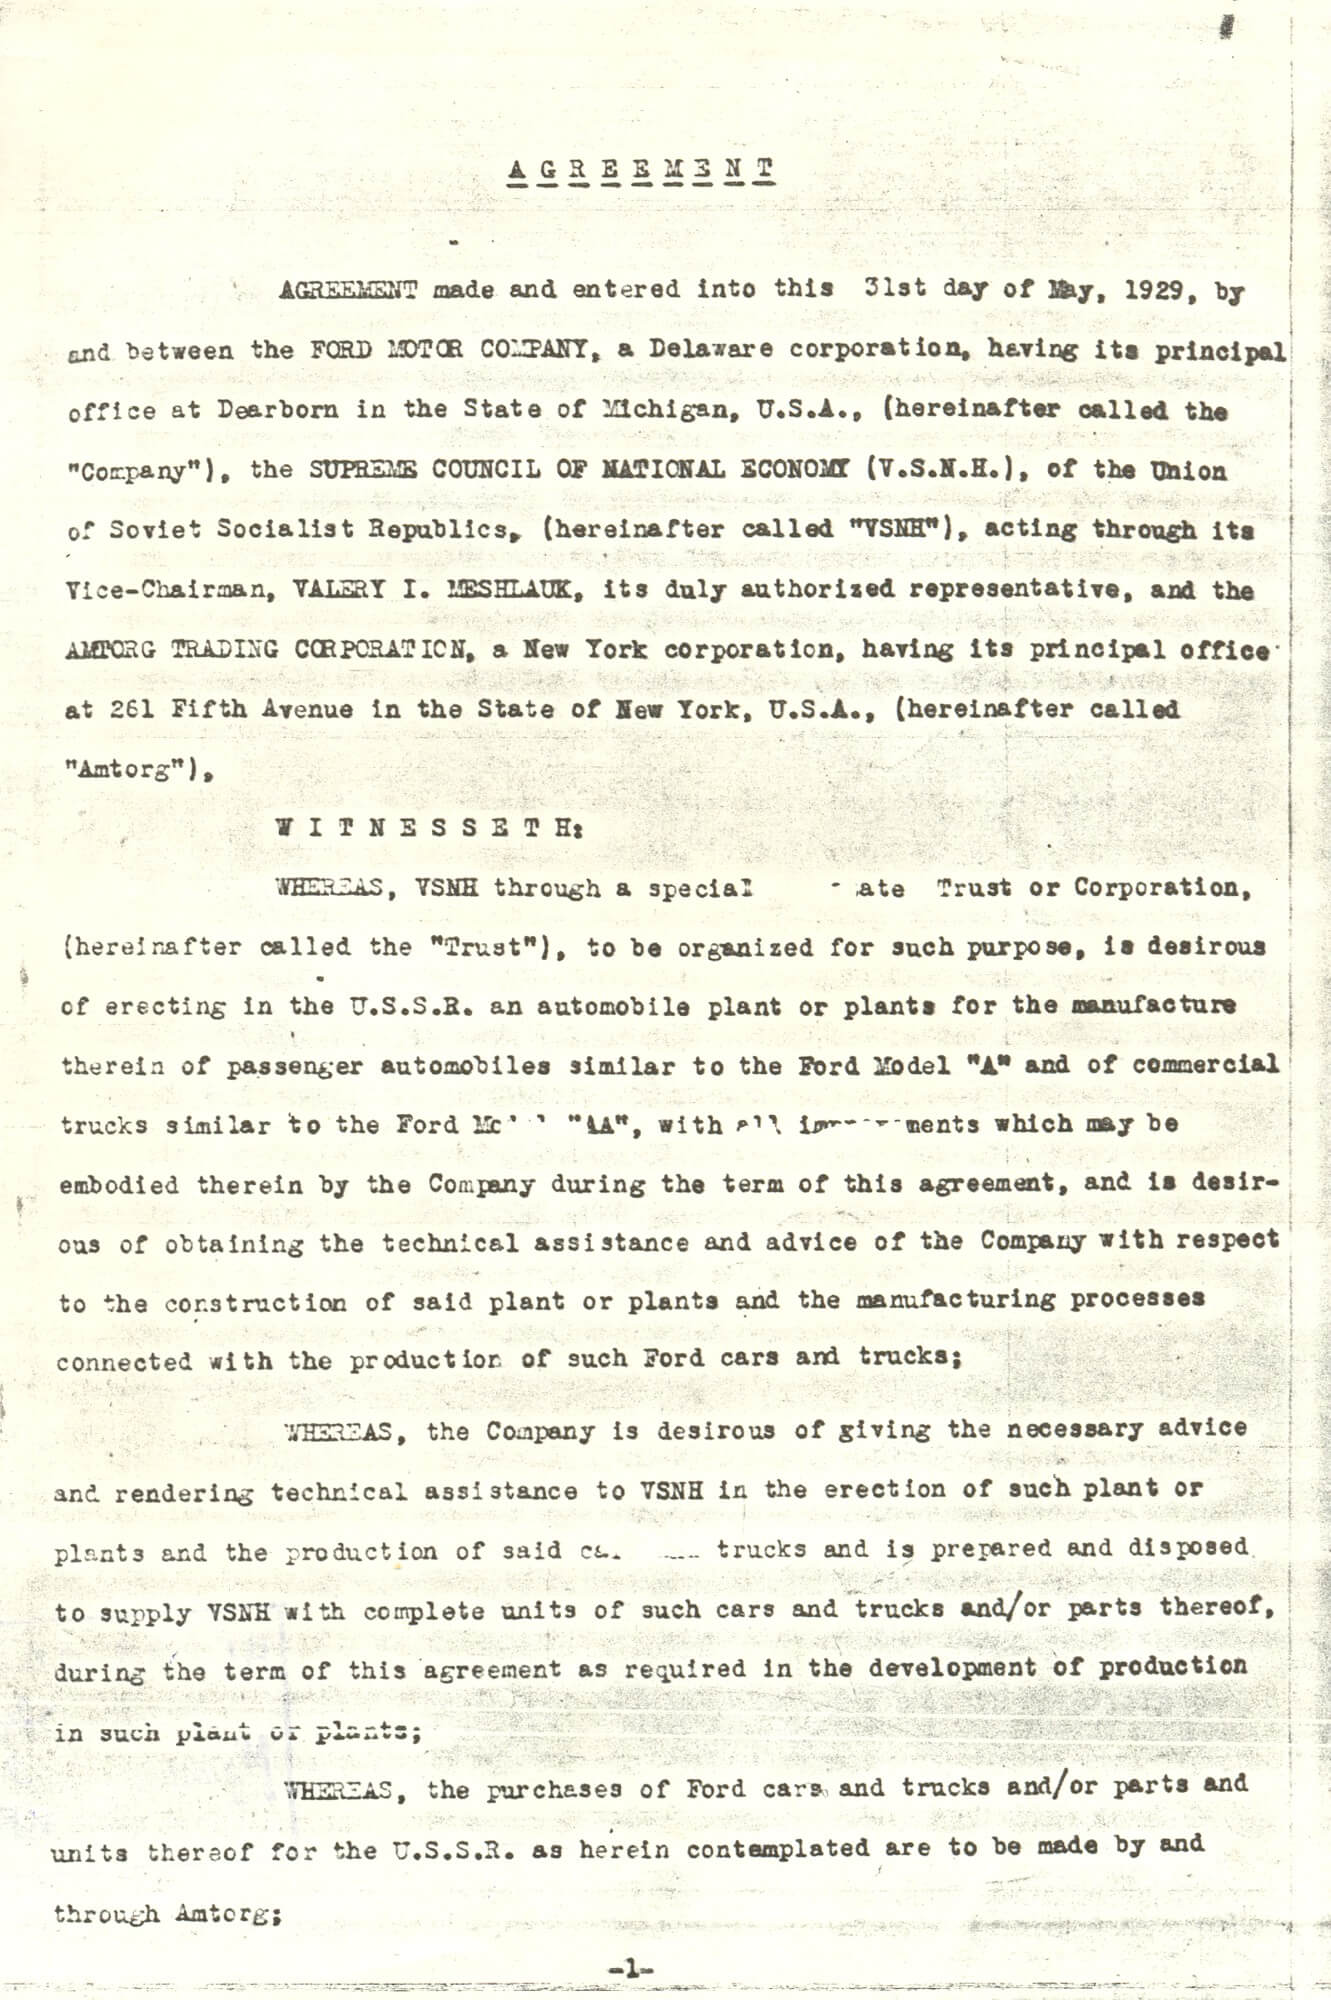 AGREEMENT
AGREEMENT made and entered into this 31st day of May, 1929, by
and between the FORD MOTOR COMPANY, a Delaware corporation, having its principal
office at Dearborn in the State of Michigan, U.S.A., (hereinafter called the
"Company"), the SUPREME COUNCIL OF NATIONAL ECONOMY (V.S.N.H.), of the Union
of Soviet Socialist Republics, (hereinafter called "VSNH"), acting through its
Vice-Chairman, VALERY I. MESHLAUK, its duly authorized representative, and the
AMTORG TRADING CORPORATION, a New York corporation, having its principal office
at 261 Fifth Avenue in the State of New York, U.S.A., (hereinafter called
"Amtorg"),
WITNESSETH:
WHEREAS, VSNH through a special Trust or Corporation,
(hereinafter called the "Trust"), to be organized for such purpose, is desirous
of erecting in the U.S.S.R. an automobile plant or plants for the manufacture
therein of passenger automobiles similar to the Ford Model "A" and of commercial
trucks similar to the Ford "AA", with all which may be
embodied therein by the Company during the term of this agreement, and is desir-
ous of obtaining the technical assistance and advice of the Company with respect
to the construction of said plant or plants and the manufacturing processes
connected with the production of such Ford cars and trucks;
WHEREAS, the Company is desirous of giving the necessary advice
and rendering technical assistance to VSNH in the erection of such plant or
plants and the production of said trucks and is prepared and disposed
to supply VSNH with complete units of such cars and trucks and/or parts thereof,
during the term of this agreement as required in the development of production
in such plant or plants;
WHEREAS, the purchases of Ford cars and trucks and/or parts and
units thereof for the U.S.S.R. as herein contemplated are to be made by and
through Amtorg;
-1-